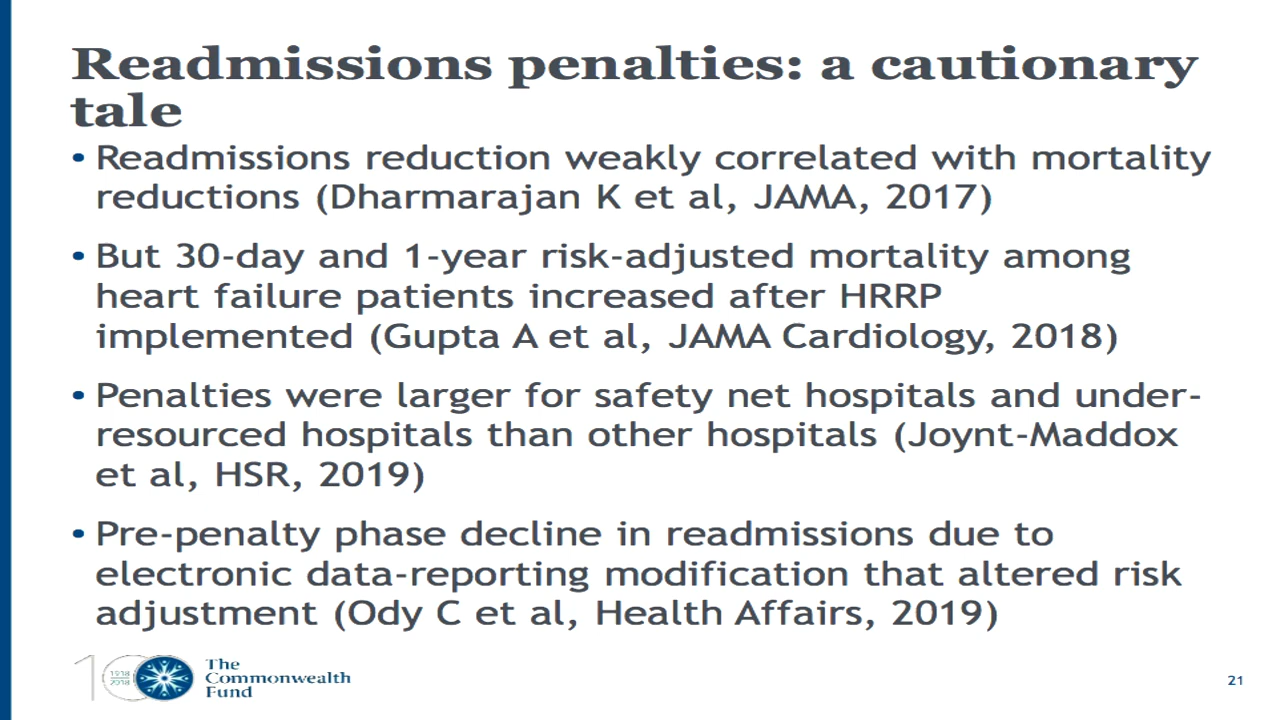 Readmissions penalties: a cautionary
tale
• Readmissions reduction weakly correlated with mortality
reductions (Dharmarajan K et al, JAMA, 2017)
• But 30-day and 1-year risk-adjusted mortality among
heart failure patients increased after HRRP
implemented (Gupta A et al, JAMA Cardiology, 2018)
• Penalties were larger for safety net hospitals and under-
resourced hospitals than other hospitals (Joynt-Maddox
et al, HSR, 2019)
• Pre-penalty phase decline in readmissions due to
electronic data-reporting modification that altered risk
adjustment (Ody C et al, Health Affairs, 2019)
100
1918
2018
The
Commonwealth
Fund
21